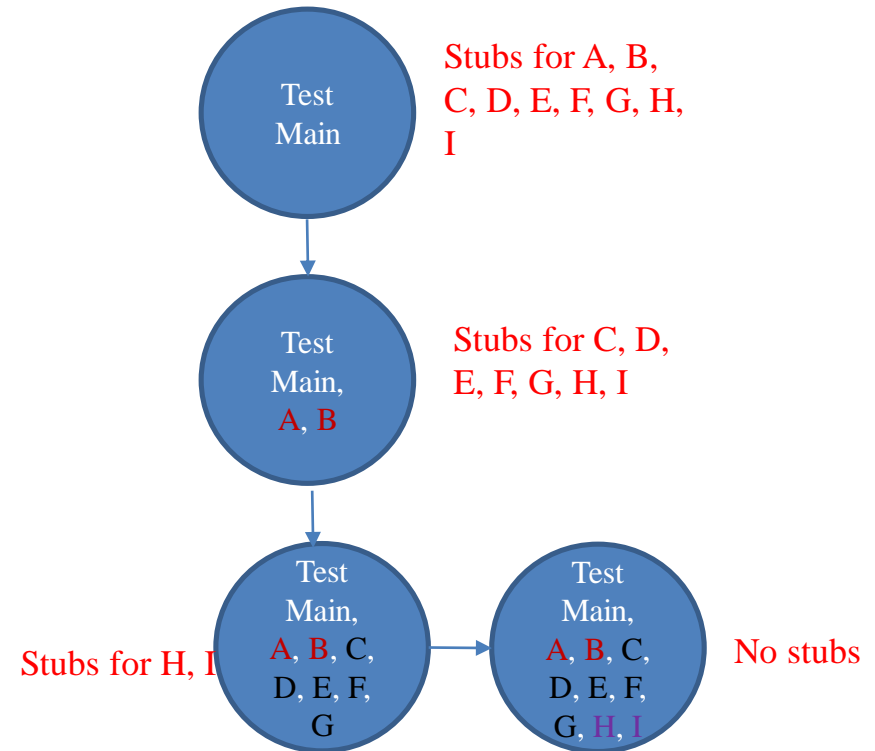 Test
Main
Stubs for A, B,
C, D, E, F, G, H,
I
Test
Main,
A, B
Stubs for C, D,
E, F, G, H, I
Stubs for H, I
Test
Main,
A, B, C,
D, E, F,
G
Test
Main,
A, B, C,
D, E, F,
G, H, I
No stubs